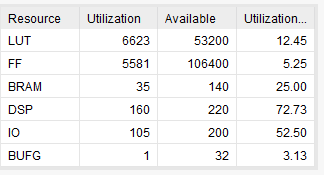 Resource Utilization Available Utilization...
LUT 6623 53200 12.45
FF 5581 106400 5.25
BRAM 35 140 25.00
DSP 160 220 72.73
IO 105 200 52.50
BUFG 1 32 3.13